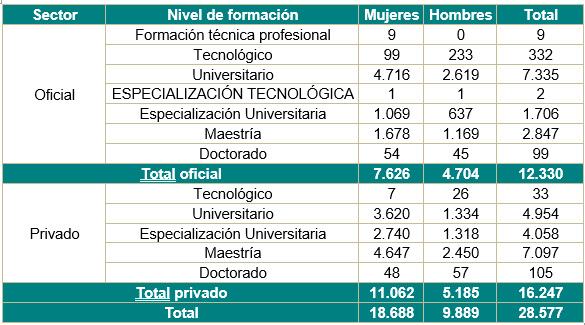 Sector Nivel de formación Mujeres Hombres Total
Formación técnica profesional 9 0 9
Tecnológico 99 233 332
Universitario 4.716 2.619 7.335
Oficial ESPECIALIZACIÓN TECNOLÓGICA 1 1 2
Especialización Universitaria 1.069 637 1.706
Maestría 1.678 1.169 2.847
Doctorado 54 45 99
Total oficial 7.626 4.704 12.330
Tecnológico 7 26 33
Universitario 3.620 1.334 4.954
Privado Especialización Universitaria 2.740 1.318 4.058
Maestría 4.647 2.450 7.097
Doctorado 48 57 105
Total privado 11.062 5.185 16.247
Total 18.688 9.889 28.577